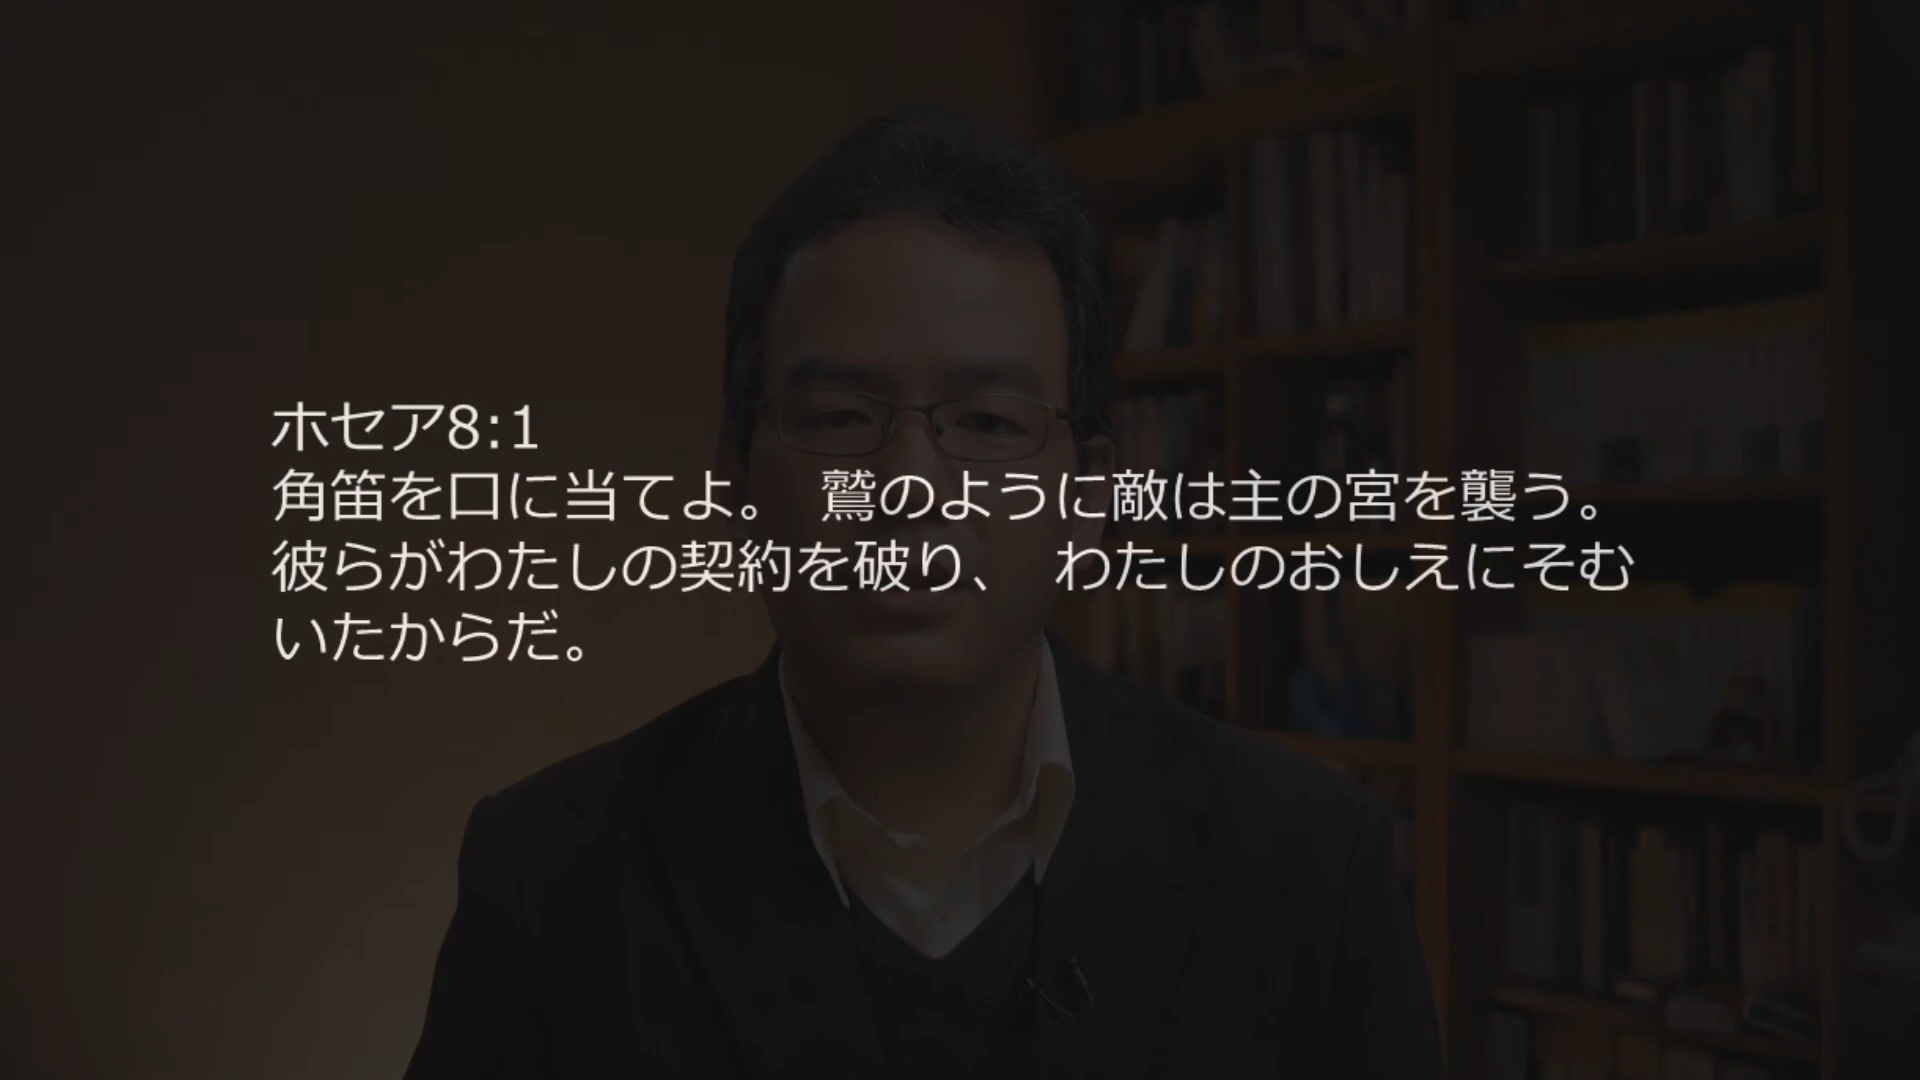 ホセア8:1
角笛を口に当てよ。 鷲のように敵は主の宮を襲う。
彼らがわたしの契約を破り、 わたしのおしえにそむ
いたからだ。